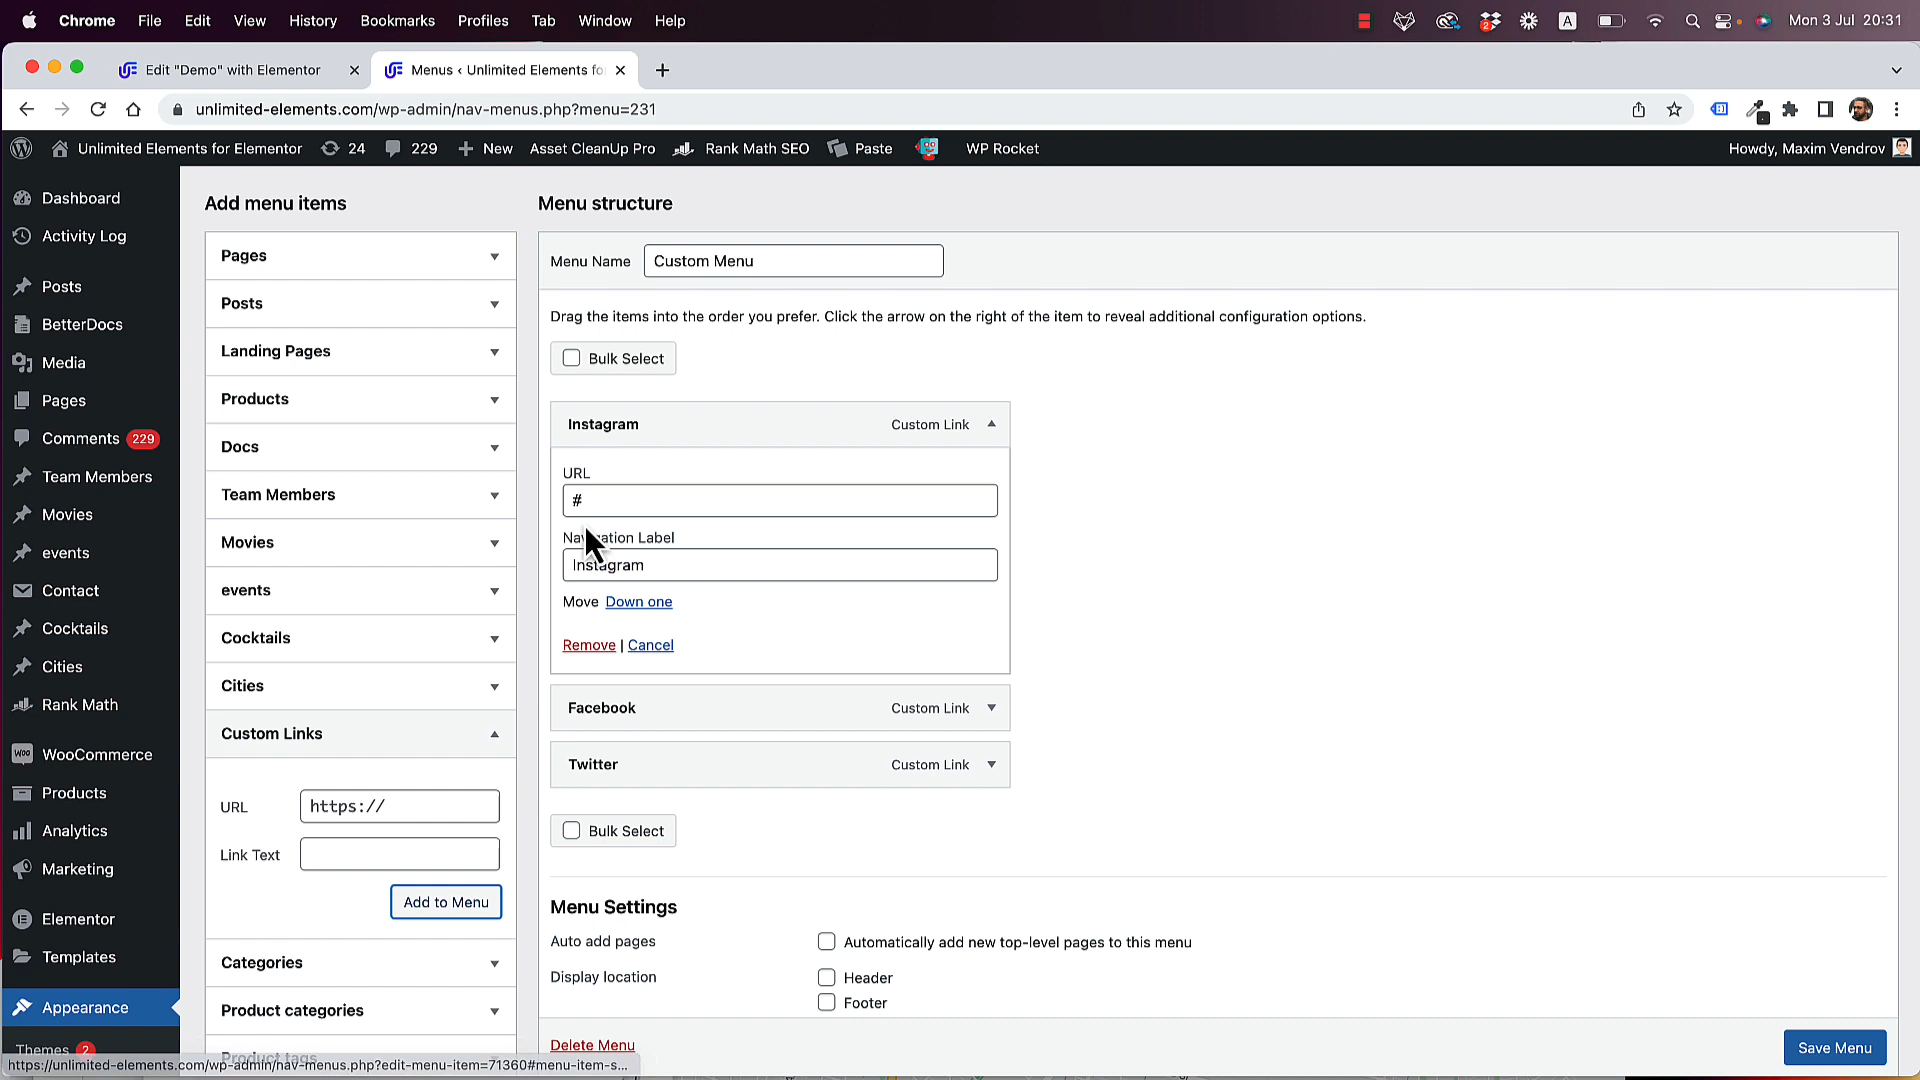 Chrome File Edit View History Bookmarks Profiles Tab Window Help
2 A Mon 3 Jul 20:31
Edit "Demo" with Elementor
Menus ‹ Unlimited Elements fo
unlimited-elements.com/wp-admin/nav-menus.php?menu=231
Unlimited Elements for Elementor 24 229 New Asset CleanUp Pro Rank Math SEO Paste WP Rocket Howdy, Maxim Vendrov
Dashboard
Activity Log
Posts
BetterDocs
Media
Pages
Comments 229
Team Members
Movies
events
Contact
Cocktails
Cities
Rank Math
Woo WooCommerce
Products
Analytics
Marketing
Elementor
Templates
Appearance
Themes 2
Add menu items
Pages
Posts
Landing Pages
Products
Docs
Team Members
Movies
events
Cocktails
Cities
Custom Links
URL https://
Link Text
Add to Menu
Categories
Product categories
Product tags
Menu structure
Menu Name Custom Menu
Drag the items into the order you prefer. Click the arrow on the right of the item to reveal additional configuration options.
Bulk Select
Instagram Custom Link
URL
#
Navigation Label
Instagram
Move Down one
Remove | Cancel
Facebook Custom Link
Twitter Custom Link
Bulk Select
Menu Settings
Auto add pages Automatically add new top-level pages to this menu
Display location Header
Footer
Delete Menu
Save Menu
https://unlimited-elements.com/wp-admin/nav-menus.php?edit-menu-item=71360#menu-item-s...